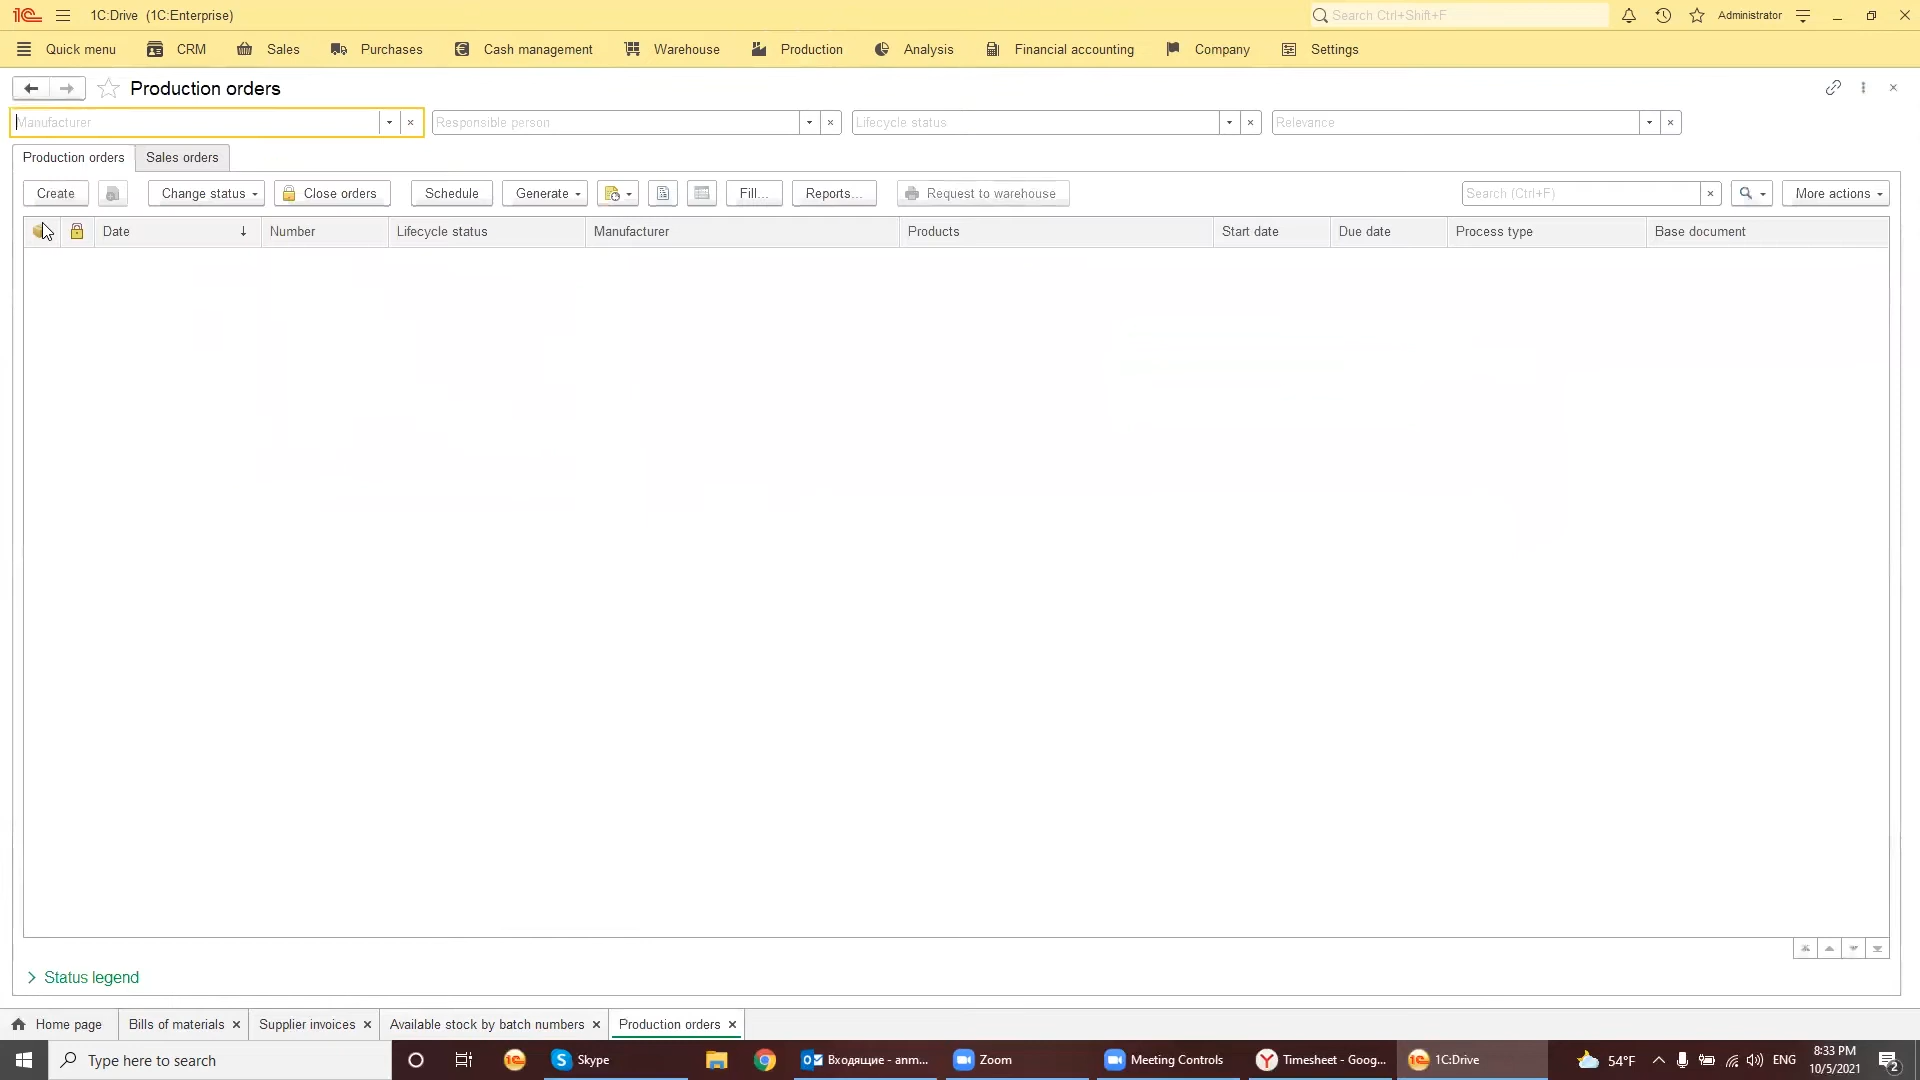 1C:Drive (1C:Enterprise)
Search Ctrl+Shift+F
Administrator
Quick menu
CRM
Sales
Purchases
Cash management
Warehouse
Production
Analysis
Financial accounting
Company
Settings
Production orders
Manufacturer
Responsible person
Lifecycle status
Relevance
Production orders
Sales orders
Create
Change status
Close orders
Schedule
Generate
Fill...
Reports...
Request to warehouse
Search (Ctrl+F)
More actions
Date
Number
Lifecycle status
Manufacturer
Products
Start date
Due date
Process type
Base document
Status legend
Home page
Bills of materials
Supplier invoices
Available stock by batch numbers
Production orders
Type here to search
Skype
Входящие - anm...
Zoom
Meeting Controls
Timesheet - Goog...
1C:Drive
54°F
ENG
8:33 PM
10/5/2021
2